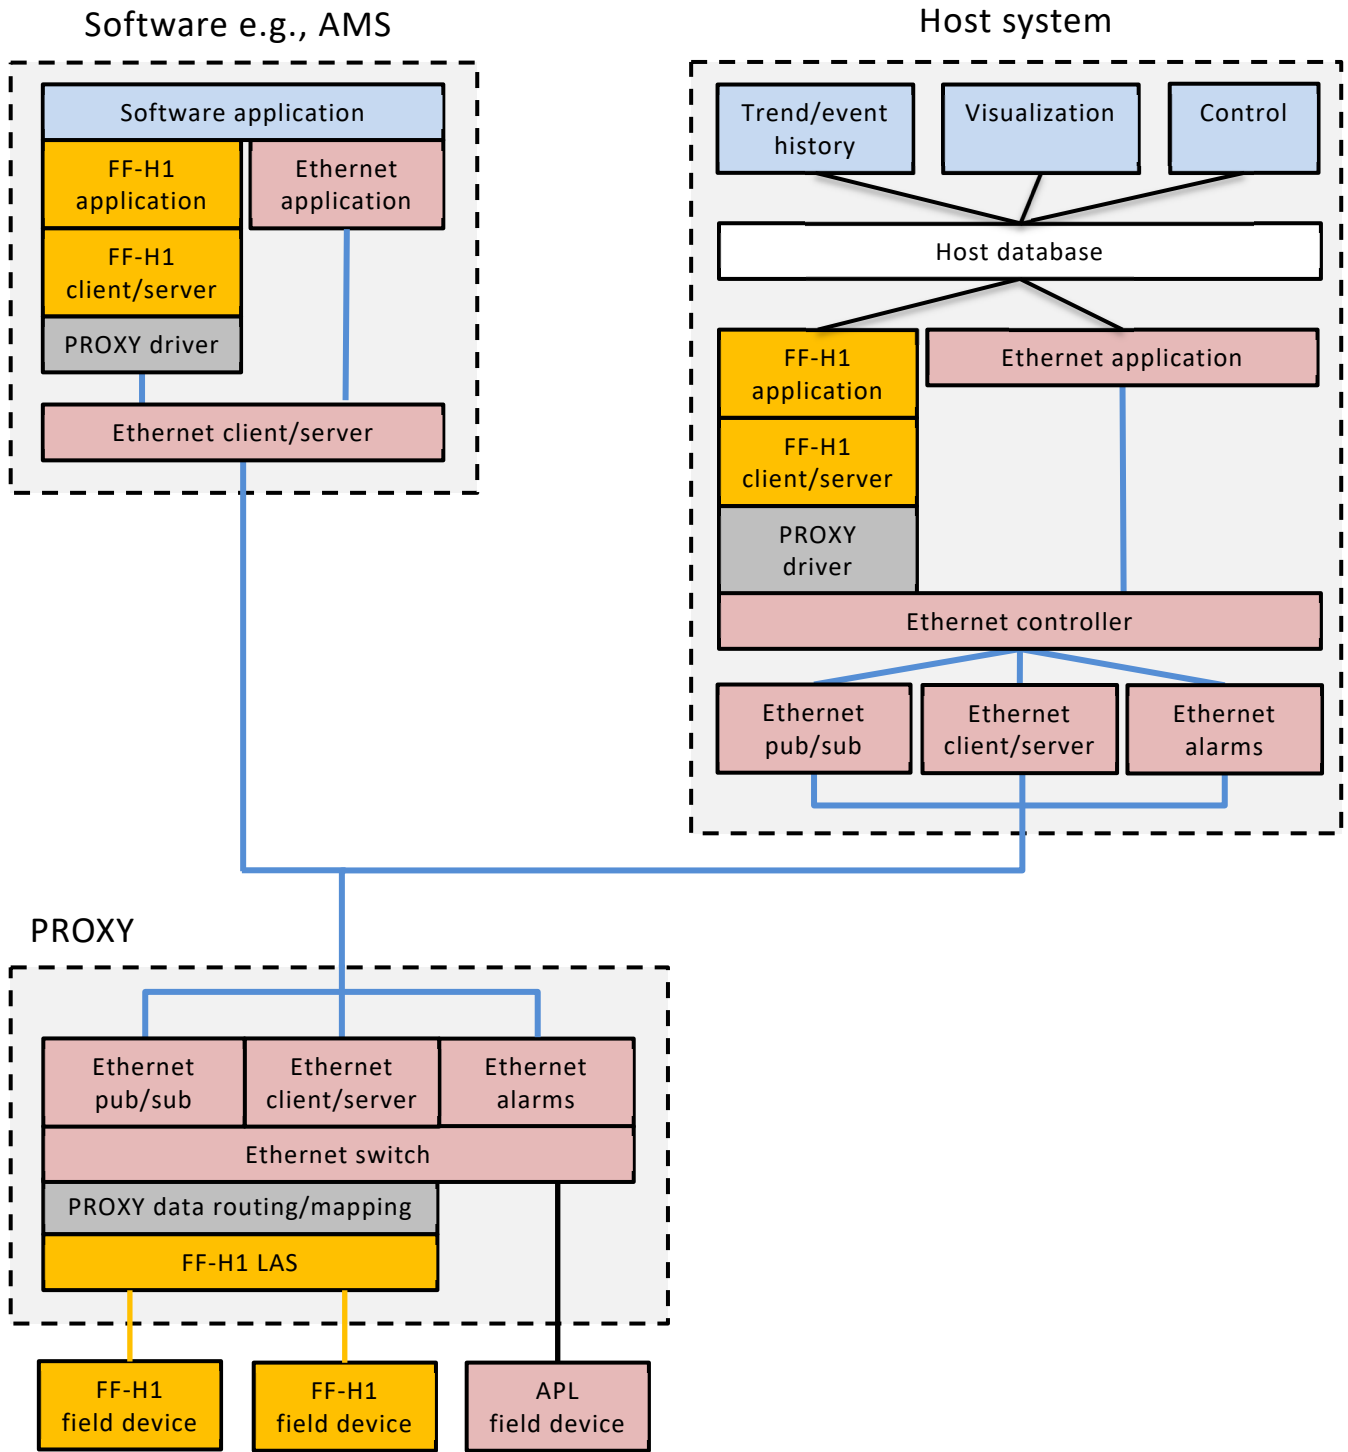 Software e.g., AMS
Software application
FF-H1
application
Ethernet
application
FF-H1
client/server
PROXY driver
Ethernet client/server
Host system
Trend/event
history
Visualization
Control
Host database
FF-H1
application
Ethernet application
FF-H1
client/server
PROXY
driver
Ethernet controller
Ethernet
pub/sub
Ethernet
client/server
Ethernet
alarms
PROXY
Ethernet
pub/sub
Ethernet
client/server
Ethernet
alarms
Ethernet switch
PROXY data routing/mapping
FF-H1 LAS
FF-H1
field device
FF-H1
field device
APL
field device